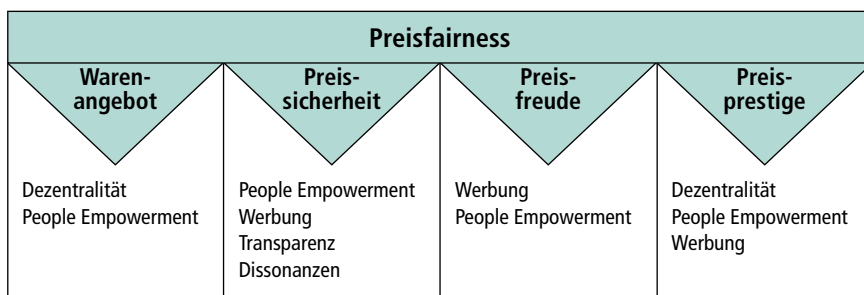 Preisfairness
Waren-
angebot
Preis-
sicherheit
Preis-
freude
Preis-
prestige
Dezentralität
People Empowerment
People Empowerment
Werbung
Transparenz
Dissonanzen
Werbung
People Empowerment
Dezentralität
People Empowerment
Werbung